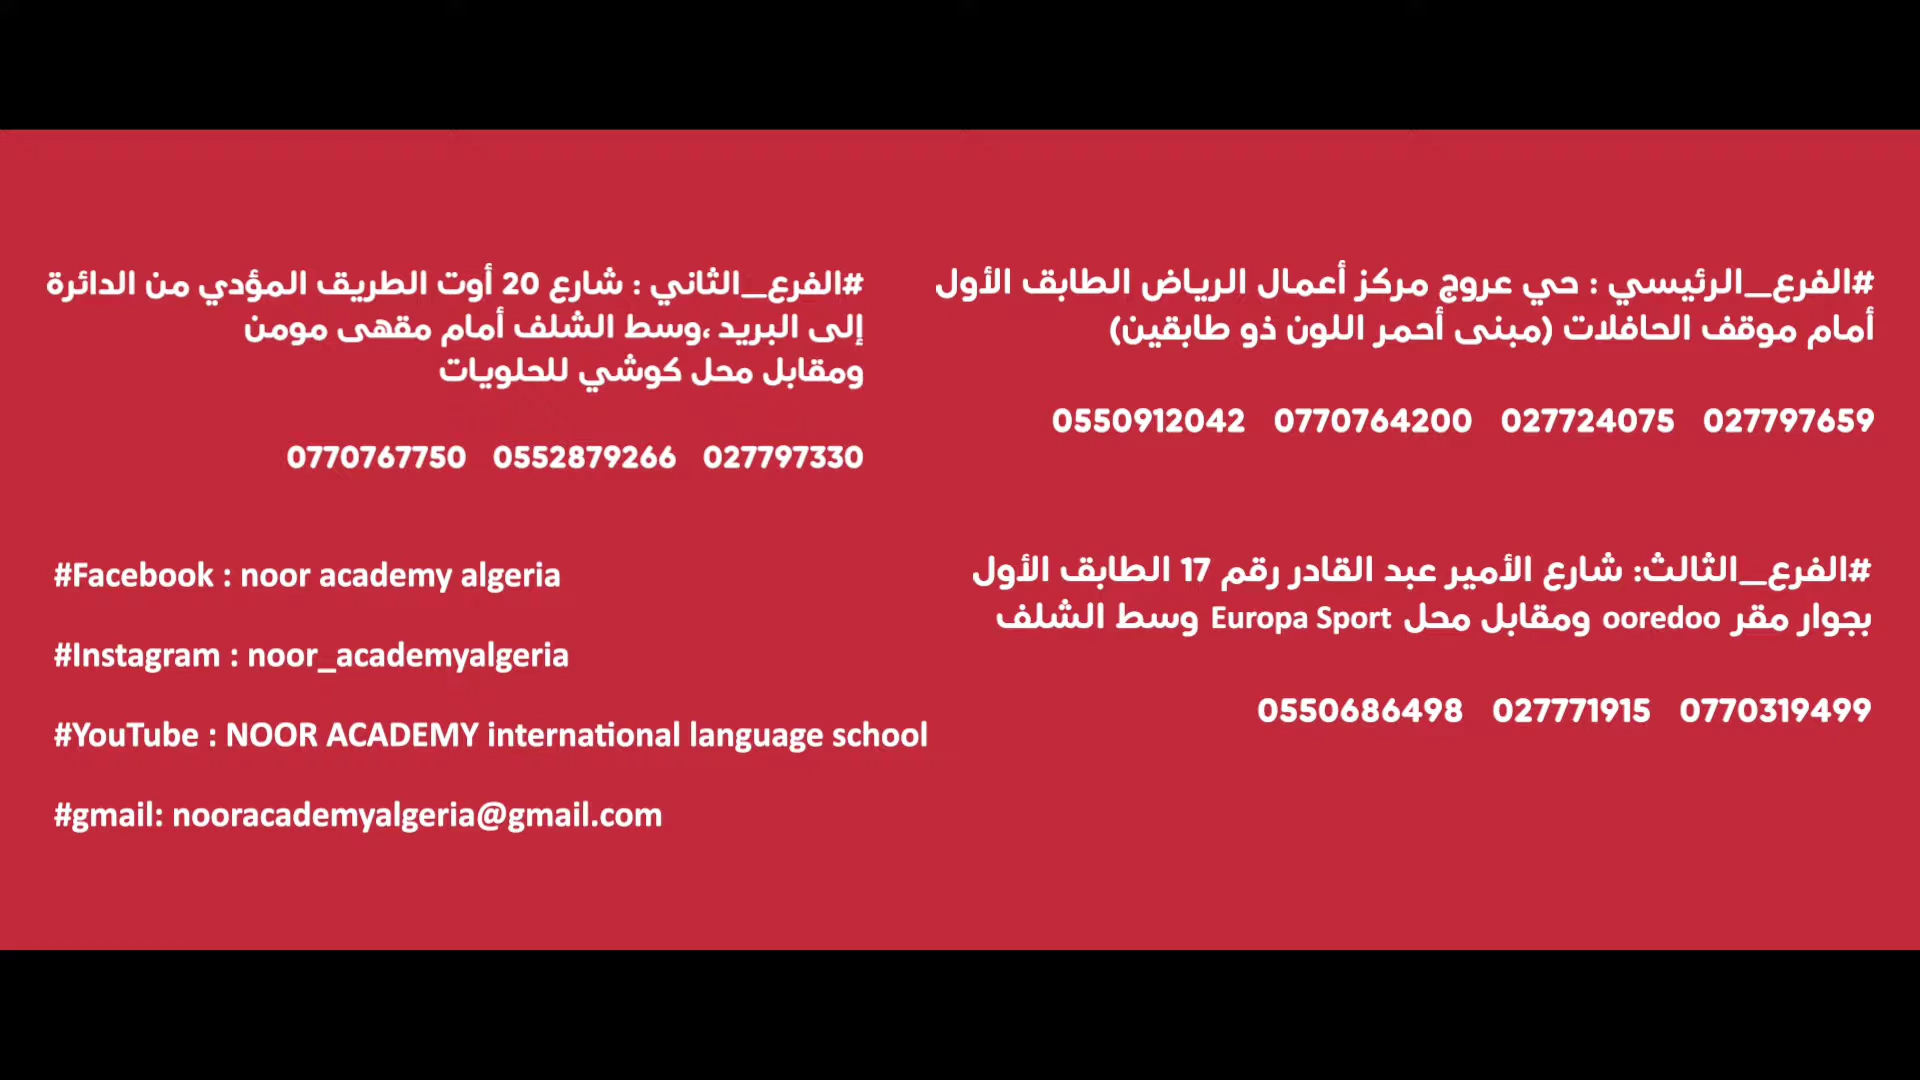 #الفرع_الرئيسي : حي عروج مركز أعمال الرياض الطابق الأول
أمام موقف الحافلات (مبنى أحمر اللون ذو طابقين)
0550912042 0770764200 027724075 027797659
#الفرع_الثاني : شارع 20 أوت الطريق المؤدي من الدائرة
إلى البريد ،وسط الشلف أمام مقهى مومن
ومقابل محل كوشي للحلويات
0770767750 0552879266 027797330
#الفرع_الثالث: شارع الأمير عبد القادر رقم 17 الطابق الأول
بجوار مقر ooredoo ومقابل محل Europa Sport وسط الشلف
0550686498 027771915 0770319499
#Facebook : noor academy algeria
#Instagram : noor_academyalgeria
#YouTube : NOOR ACADEMY international language school
#gmail: nooracademyalgeria@gmail.com